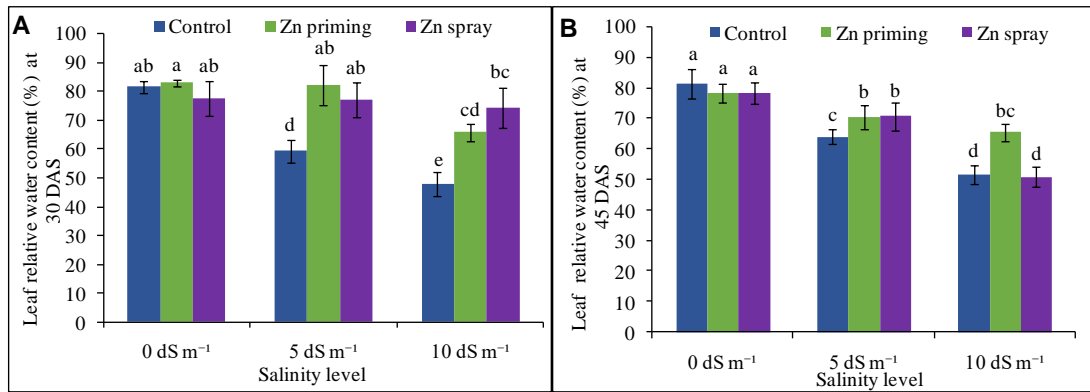 A
Control Zn priming Zn spray
Leaf relative water content (%) at
30 DAS
100
90
80
70
60
50
40
30
20
10
0
ab a ab
d ab ab
e cd bc
0 dS m⁻¹ 5 dS m⁻¹ 10 dS m⁻¹
Salinity level
B
Control Zn priming Zn spray
Leaf relative water content (%) at
45 DAS
100
90
80
70
60
50
40
30
20
10
0
a a a
c b b
d bc d
0 dS m⁻¹ 5 dS m⁻¹ 10 dS m⁻¹
Salinity level